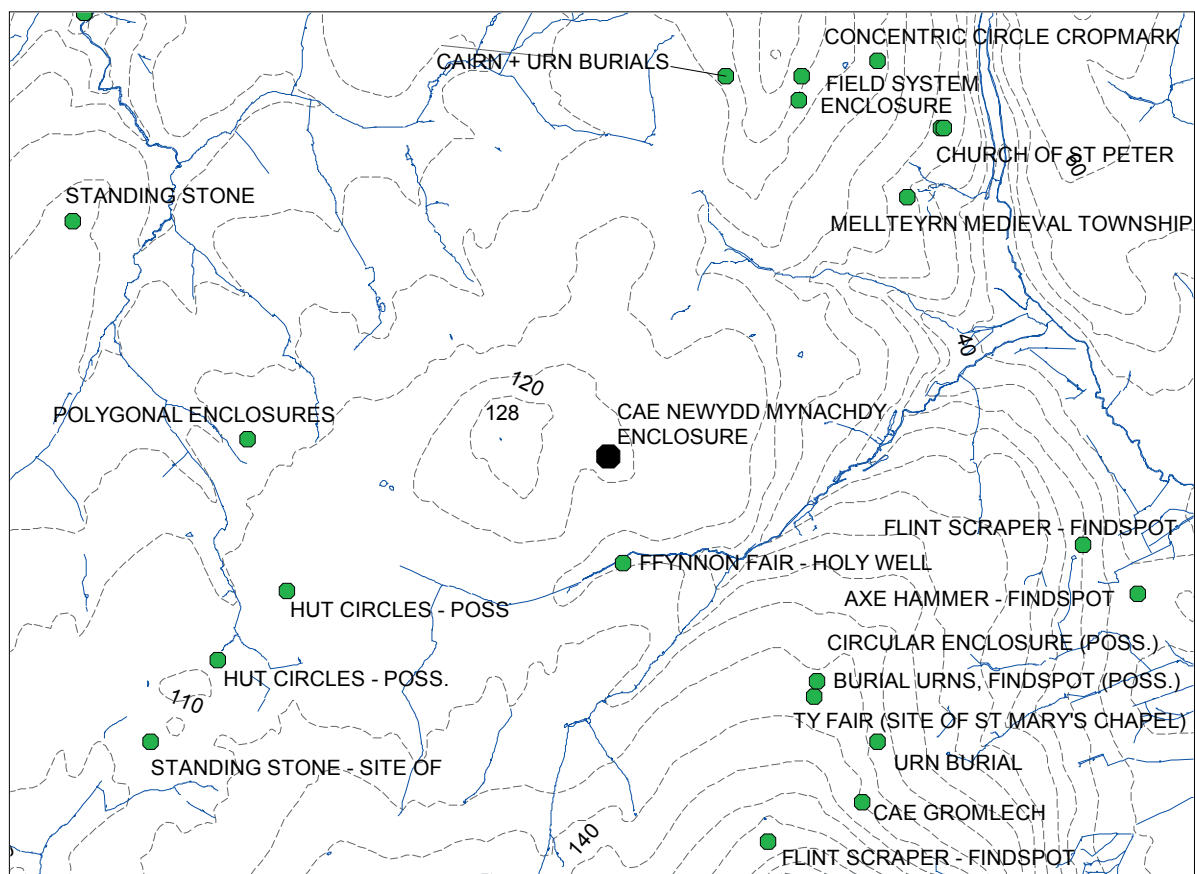 CONCENTRIC CIRCLE CROPMARK
CAIRN + URN BURIALS
FIELD SYSTEM
ENCLOSURE
CHURCH OF ST PETER
60
STANDING STONE
MELLTEYRN MEDIEVAL TOWNSHIP
40
120
128
CAE NEWYDD MYNACHDY
ENCLOSURE
POLYGONAL ENCLOSURES
FLINT SCRAPER - FINDSPOT
FFYNNON FAIR - HOLY WELL
AXE HAMMER - FINDSPOT
HUT CIRCLES - POSS
CIRCULAR ENCLOSURE (POSS.)
HUT CIRCLES - POSS.
BURIAL URNS, FINDSPOT (POSS.)
110
TY FAIR (SITE OF ST MARY'S CHAPEL)
STANDING STONE - SITE OF
URN BURIAL
CAE GROMLECH
140
FLINT SCRAPER - FINDSPOT